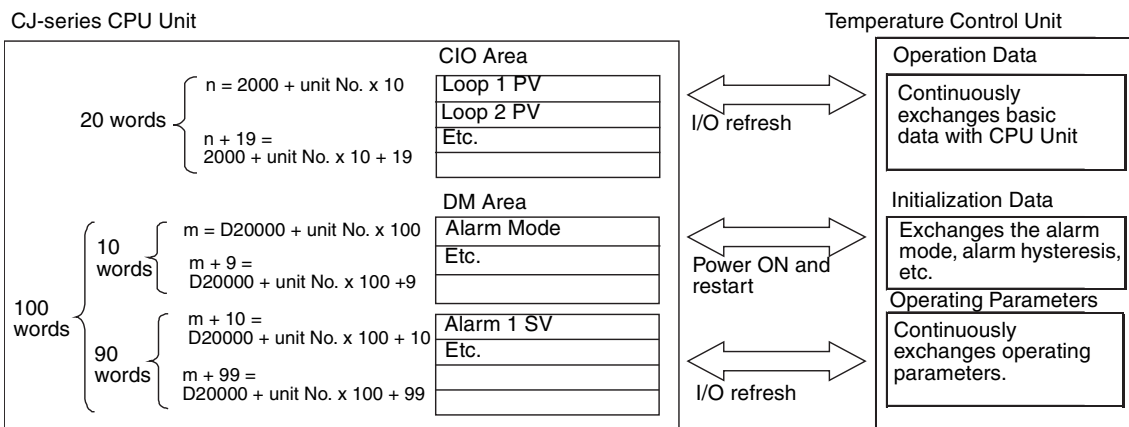 CJ-series CPU Unit
Temperature Control Unit
CIO Area
Operation Data
20 words
n = 2000 + unit No. x 10
n + 19 =
2000 + unit No. x 10 + 19
Loop 1 PV
Loop 2 PV
Etc.
I/O refresh
Continuously
exchanges basic
data with CPU Unit
DM Area
Initialization Data
100
words
10
words
m = D20000 + unit No. x 100
m + 9 =
D20000 + unit No. x 100 +9
Alarm Mode
Etc.
Power ON and
restart
Exchanges the alarm
mode, alarm hysteresis,
etc.
Operating Parameters
90
words
m + 10 =
D20000 + unit No. x 100 + 10
m + 99 =
D20000 + unit No. x 100 + 99
Alarm 1 SV
Etc.
I/O refresh
Continuously
exchanges operating
parameters.